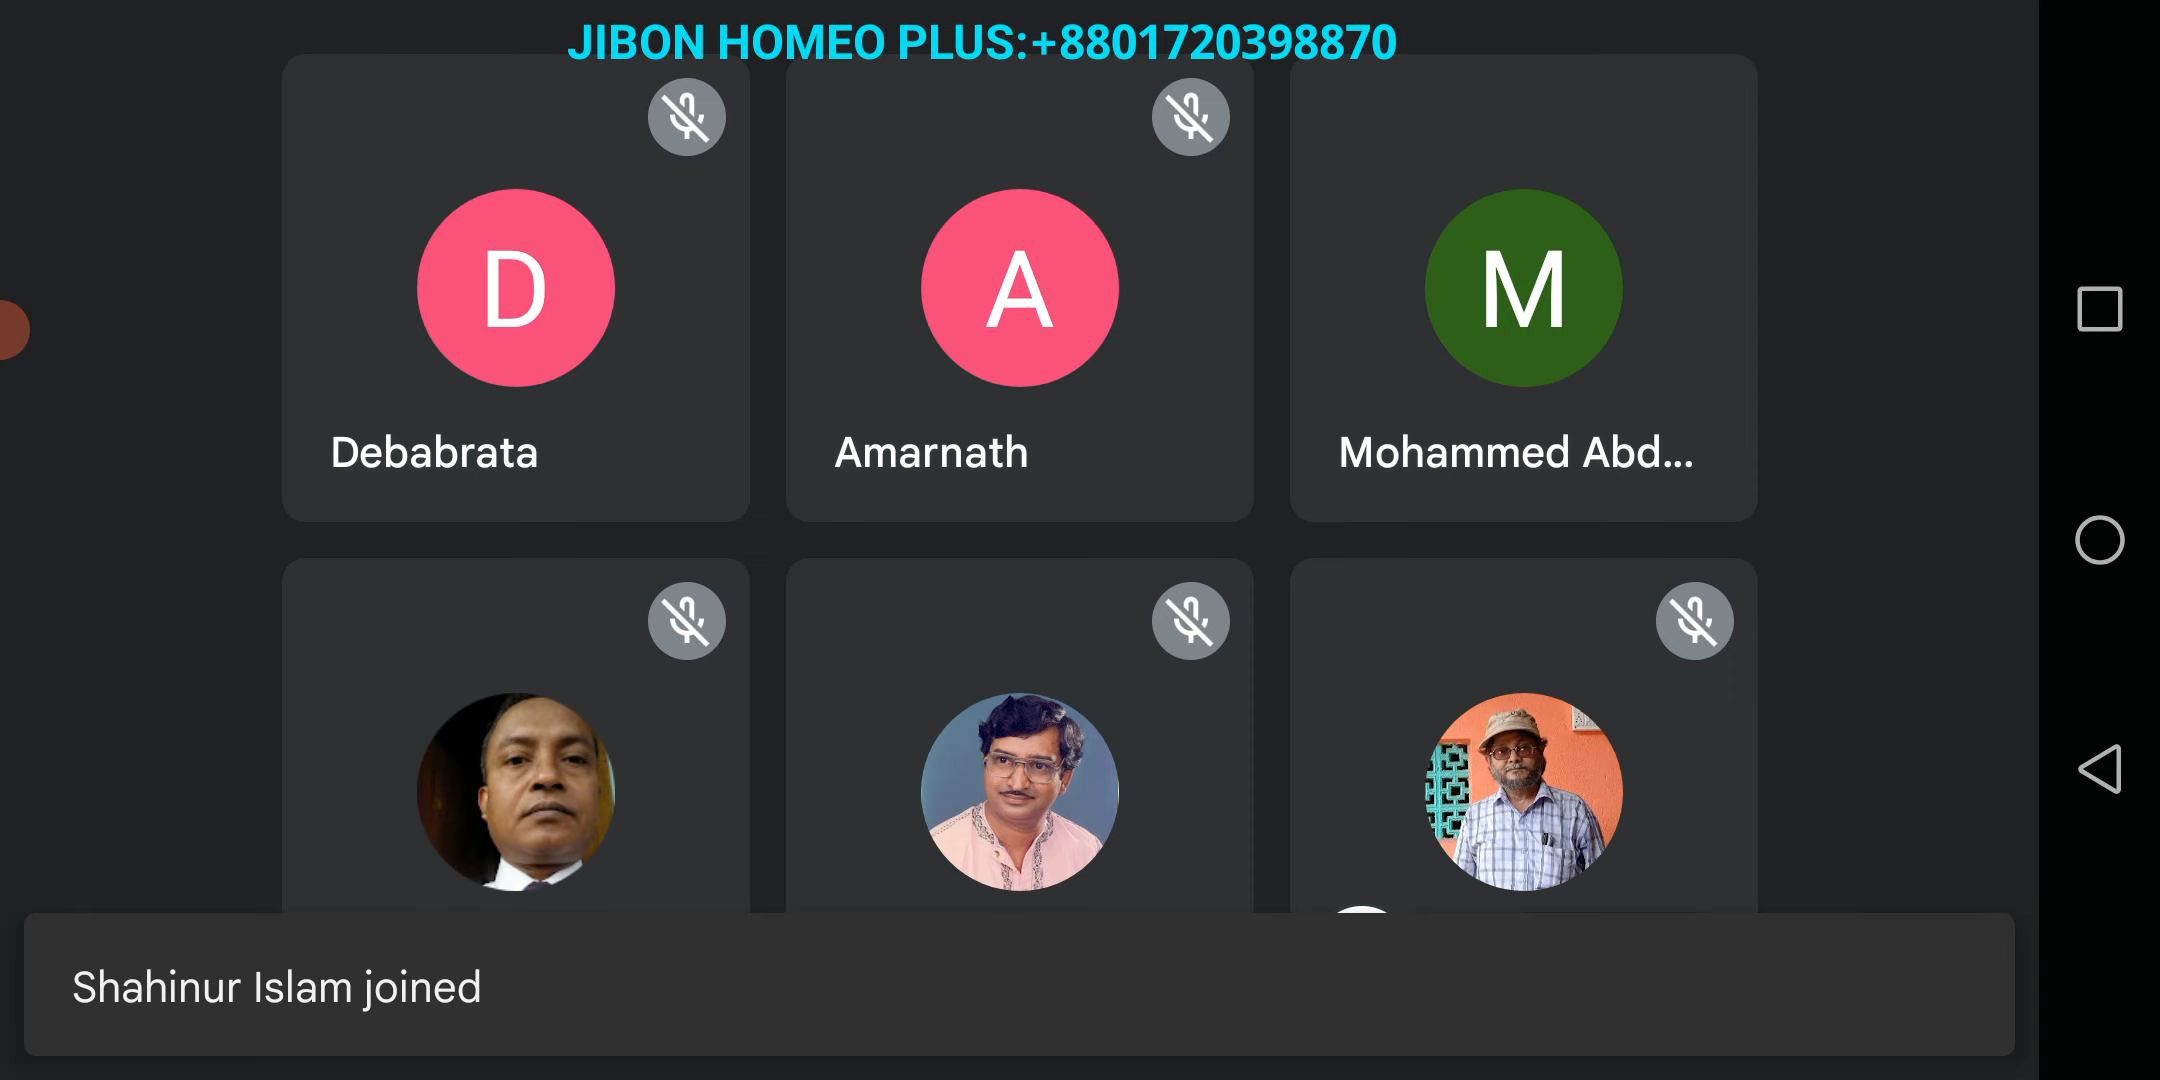 JIBON HOMEO PLUS:+8801720398870
D
A
M
Debabrata
Amarnath
Mohammed Abd...
Shahinur Islam joined